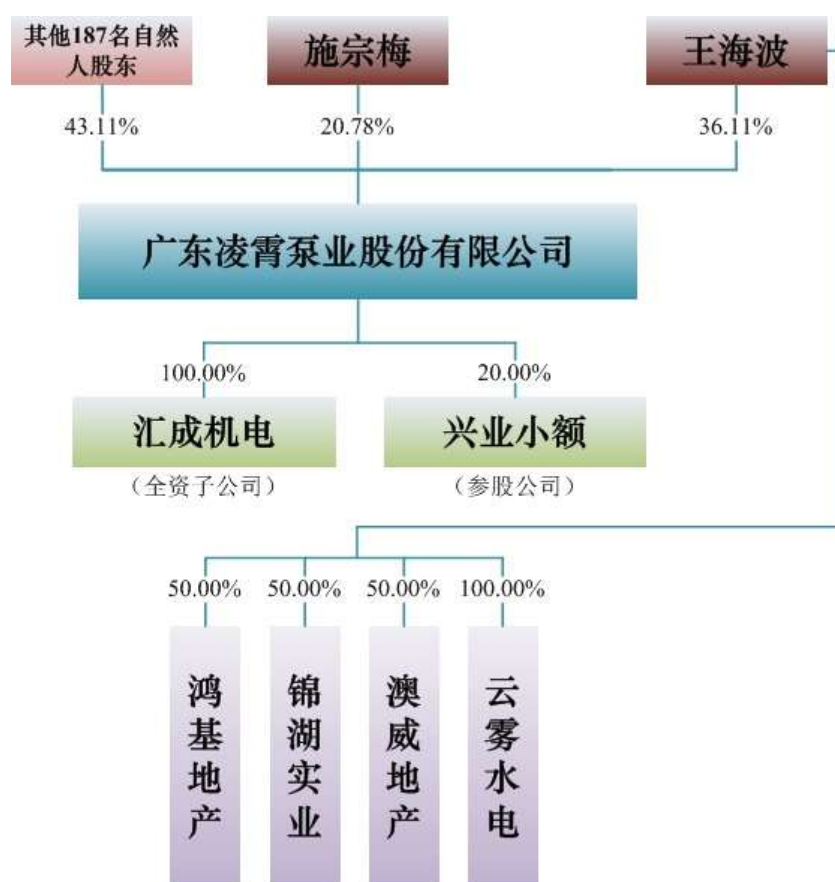 其他187名自然
人股东
施宗梅
王海波
43.11%
20.78%
36.11%
广东凌霄泵业股份有限公司
100.00%
20.00%
汇成机电
兴业小额
（全资子公司）
（参股公司）
50.00%
50.00%
50.00%
100.00%
鸿基地产
锦湖实业
澳威地产
云雾水电